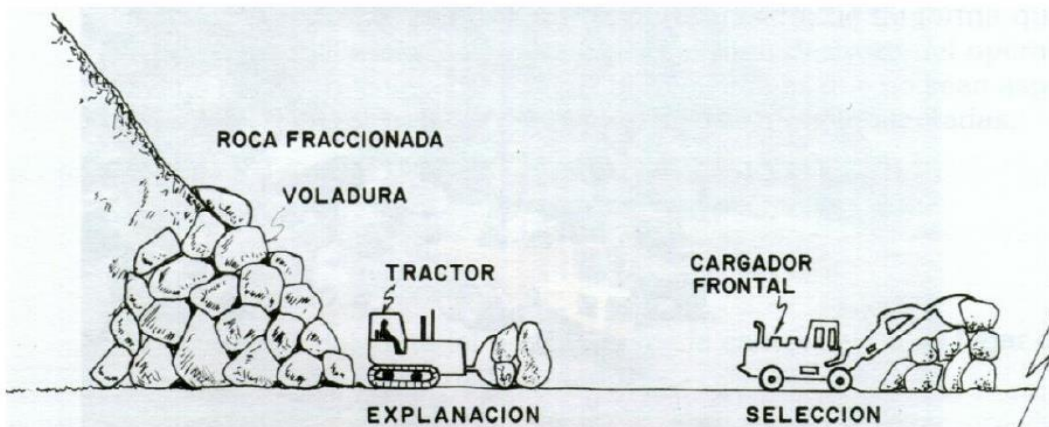 ROCA FRACCIONADA
VOLADURA
TRACTOR
CARGADOR
FRONTAL
EXPLANACION
SELECCION